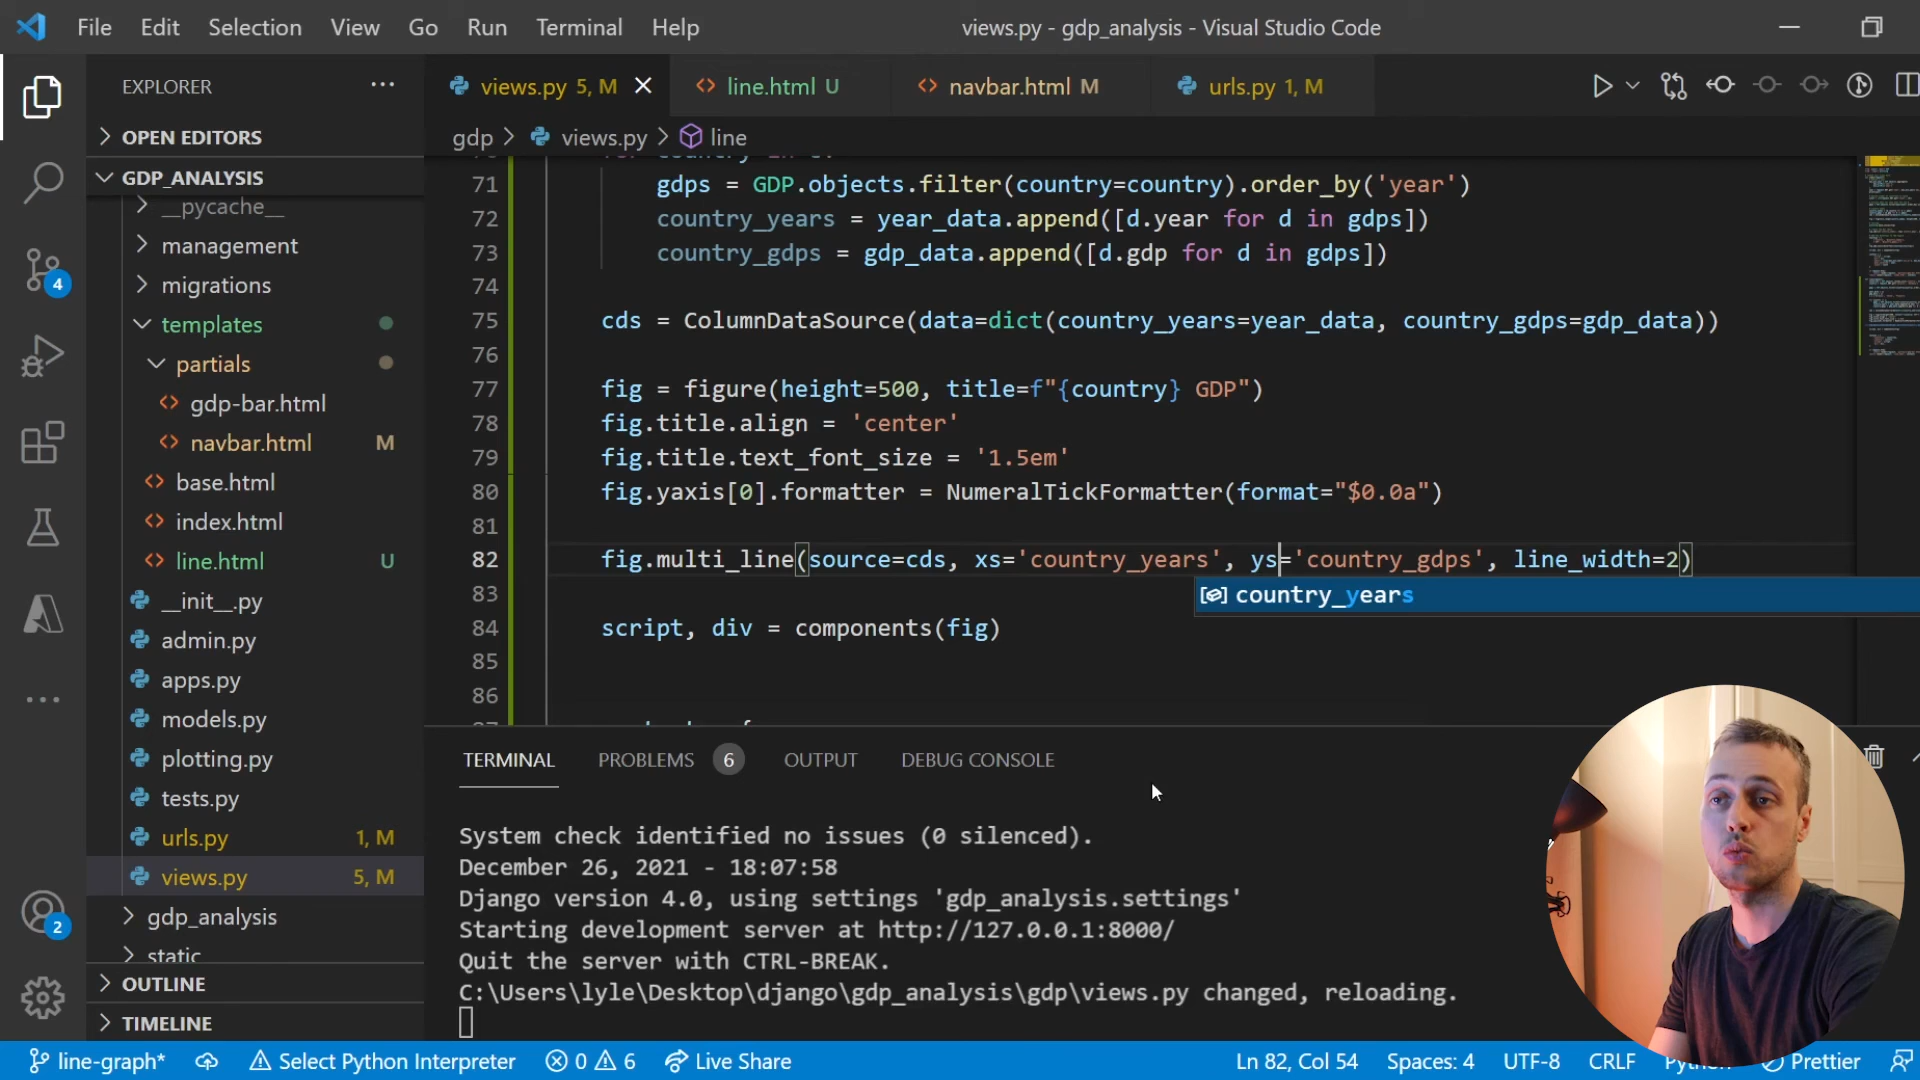 File Edit Selection View Go Run Terminal Help
views.py - gdp_analysis - Visual Studio Code
EXPLORER
OPEN EDITORS
GDP_ANALYSIS
__pycache__
management
migrations
templates
partials
gdp-bar.html
navbar.html M
base.html
index.html
line.html U
__init__.py
admin.py
apps.py
models.py
plotting.py
tests.py
urls.py 1, M
views.py 5, M
gdp_analysis
static
OUTLINE
TIMELINE
4
2
views.py 5, M
line.html U
navbar.html M
urls.py 1, M
gdp > views.py > line
71 gdps = GDP.objects.filter(country=country).order_by('year')
72 country_years = year_data.append([d.year for d in gdps])
73 country_gdps = gdp_data.append([d.gdp for d in gdps])
74
75 cds = ColumnDataSource(data=dict(country_years=year_data, country_gdps=gdp_data))
76
77 fig = figure(height=500, title=f"{country} GDP")
78 fig.title.align = 'center'
79 fig.title.text_font_size = '1.5em'
80 fig.yaxis[0].formatter = NumeralTickFormatter(format="$0.0a")
81
82 fig.multi_line(source=cds, xs='country_years', ys='country_gdps', line_width=2)
country_years
83
84 script, div = components(fig)
85
86
TERMINAL PROBLEMS 6 OUTPUT DEBUG CONSOLE
System check identified no issues (0 silenced).
December 26, 2021 - 18:07:58
Django version 4.0, using settings 'gdp_analysis.settings'
Starting development server at http://127.0.0.1:8000/
Quit the server with CTRL-BREAK.
C:\Users\lyle\Desktop\django\gdp_analysis\gdp\views.py changed, reloading.
line-graph* Select Python Interpreter 0 6 Live Share Ln 82, Col 54 Spaces: 4 UTF-8 CRLF Python Prettier